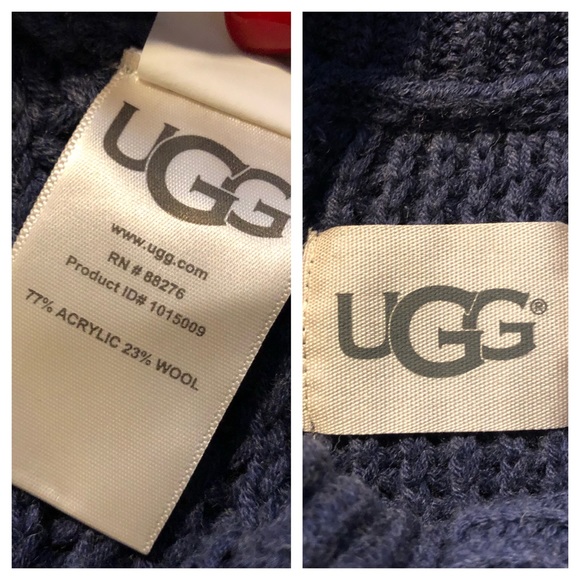 UGG
www.ugg.com
RN # 88276
Product ID# 1015009
77% ACRYLIC 23% WOOL
UGG®